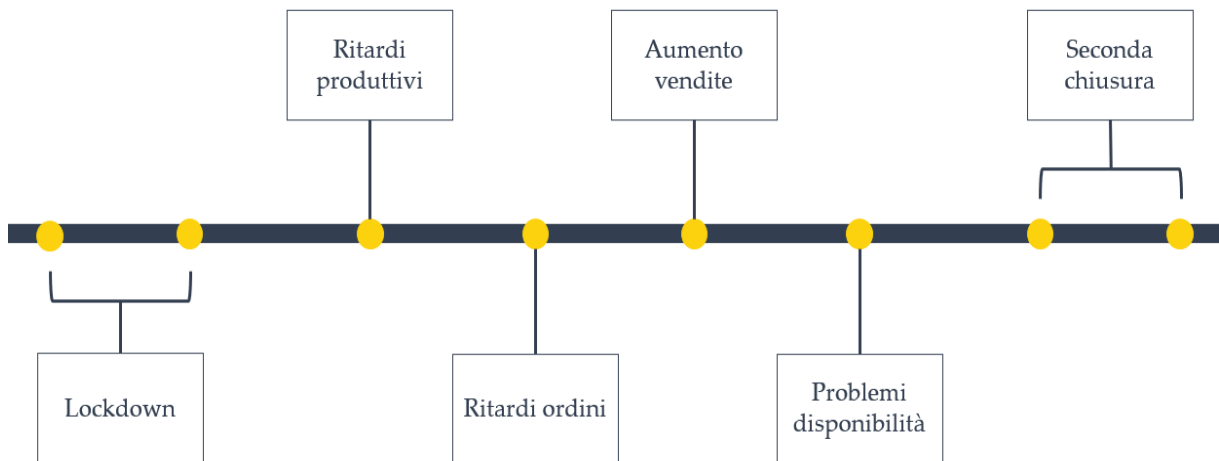 Ritardi
produttivi
Aumento
vendite
Seconda
chiusura
Lockdown
Ritardi ordini
Problemi
disponibilità